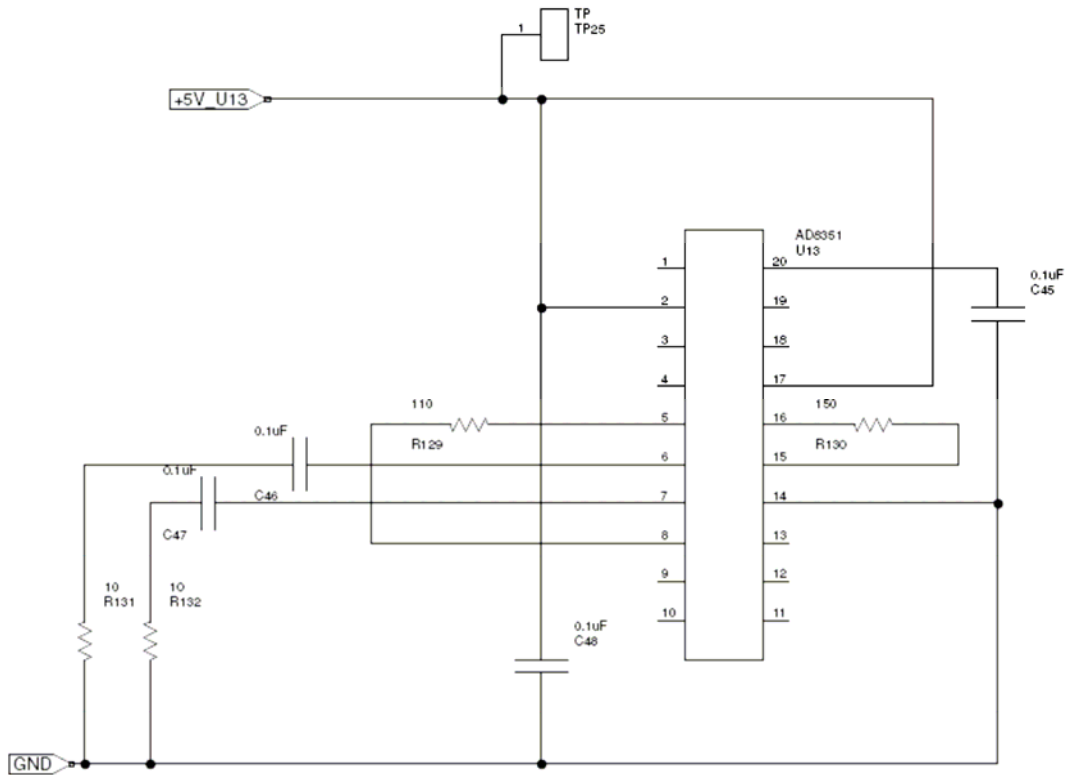 TP
1
TP25
+5V_U13
AD8351
U13
1
20
0.1uF
C45
2
19
3
18
4
17
110
150
5
16
R129
R130
0.1uF
6
15
0.1uF
C46
7
14
C47
8
13
9
12
10
R131
10
R132
10
11
0.1uF
C48
GND